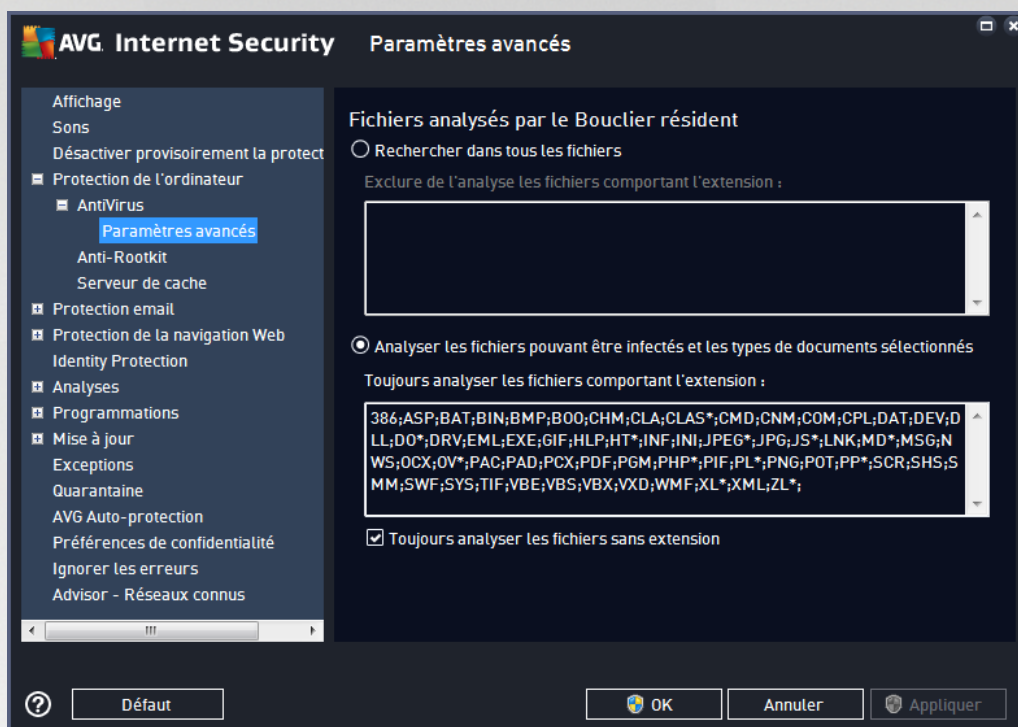 AVG. Internet Security
Paramètres avancés
Affichage
Sons
Désactiver provisoirement la protect
Protection de l'ordinateur
AntiVirus
Paramètres avancés
Anti-Rootkit
Serveur de cache
Protection email
Protection de la navigation Web
Identity Protection
Analyses
Programmations
Mise à jour
Exceptions
Quarantaine
AVG Auto-protection
Préférences de confidentialité
Ignorer les erreurs
Advisor - Réseaux connus
Fichiers analysés par le Bouclier résident
Rechercher dans tous les fichiers
Exclure de l'analyse les fichiers comportant l'extension :
Analyser les fichiers pouvant être infectés et les types de documents sélectionnés
Toujours analyser les fichiers comportant l'extension :
386;ASP;BAT;BIN;BMP;BOO;CHM;CLA;CLAS*;CMD;CNM;COM;CPL;DAT;DEV;D
LL;DO*;DRV;EML;EXE;GIF;HLP;HT*;INF;INI;JPEG*;JPG;JS*;LNK;MD*;MSG;N
WS;OCX;OV*;PAC;PAD;PCX;PDF;PGM;PHP*;PIF;PL*;PNG;POT;PP*;SCR;SHS;S
MM;SWF;SYS;TIF;VBE;VBS;VBX;VXD;WMF;XL*;XML;ZL*;
Toujours analyser les fichiers sans extension
?
Défaut
OK
Annuler
Appliquer